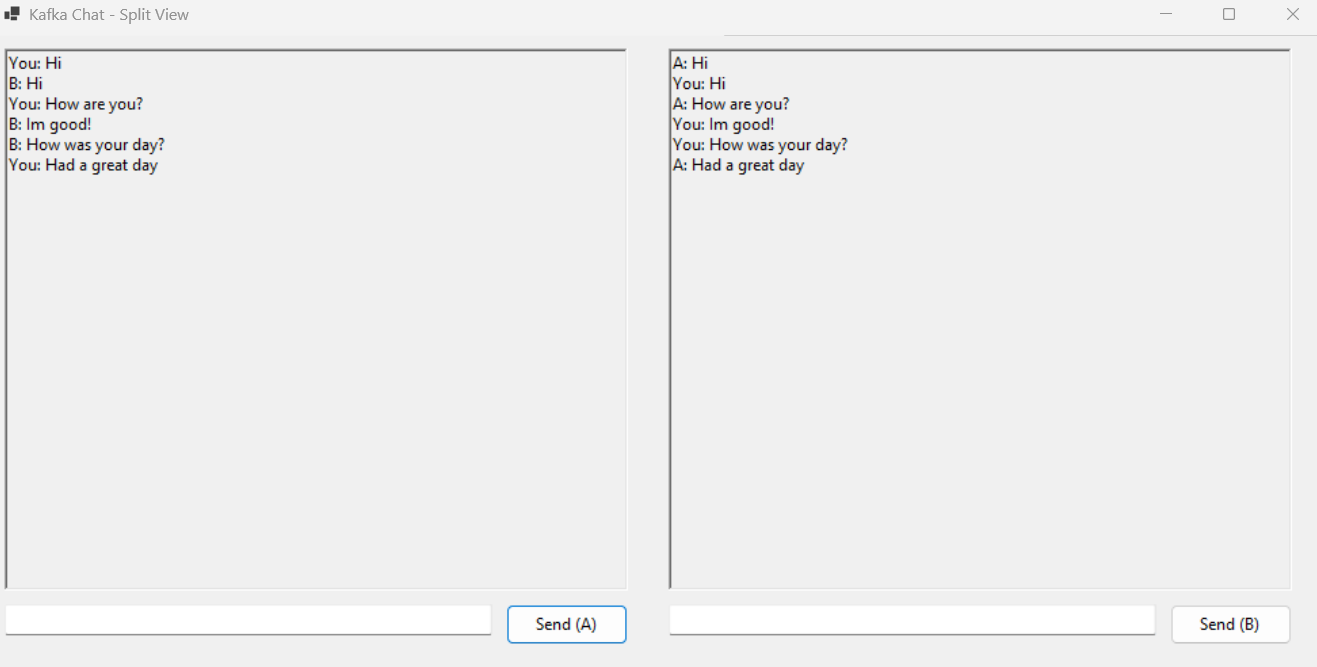 Kafka Chat - Split View
You: Hi
B: Hi
You: How are you?
B: Im good!
B: How was your day?
You: Had a great day
A: Hi
You: Hi
A: How are you?
You: Im good!
You: How was your day?
A: Had a great day
Send (A)
Send (B)